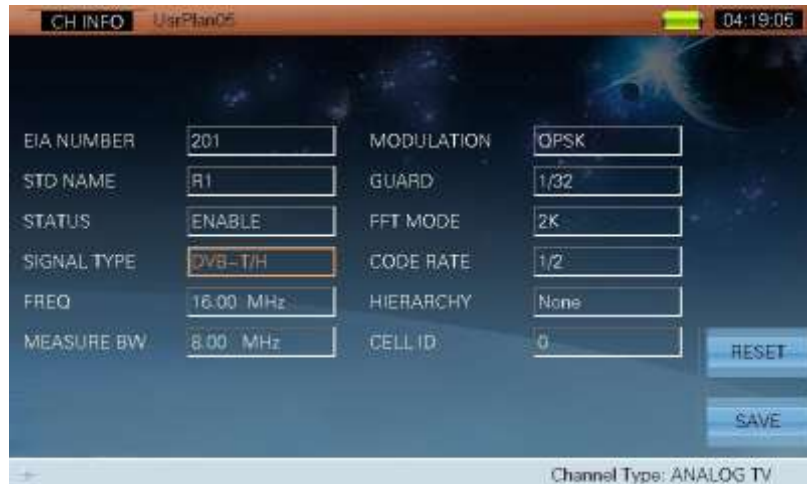 CH INFO UsrPlan05 04:19:06
EIA NUMBER 201 MODULATION QPSK
STD NAME R1 GUARD 1/32
STATUS ENABLE FFT MODE 2K
SIGNAL TYPE DVB-T/H CODE RATE 1/2
FREQ 16.00 MHz HIERARCHY None
MEASURE BW 8.00 MHz CELL ID 0
RESET
SAVE
Channel Type: ANALOG TV